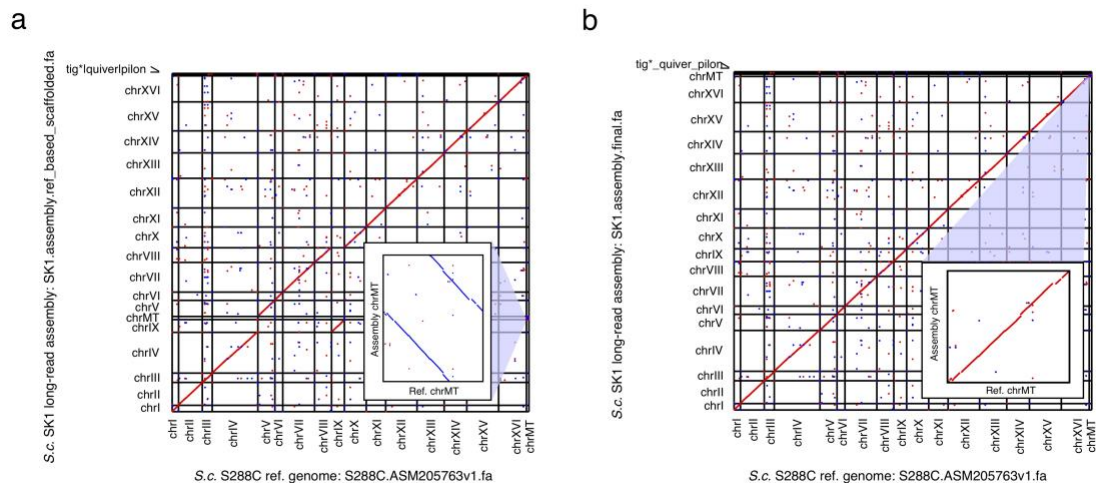 a
S.c. SK1 long-read assembly: SK1.assembly.ref_based_scaffolded.fa
tig*|quiver|pilon
chrXVI
chrXV
chrXIV
chrXIII
chrXII
chrXI
chrX
chrVIII
chrVII
chrVI
chrV
chrMT
chrIX
chrIV
chrIII
chrII
chrI
Assembly chrMT
Ref. chrMT
chrI
chrII
chrIII
chrIV
chrV
chrVI
chrVII
chrVIII
chrIX
chrX
chrXI
chrXII
chrXIII
chrXIV
chrXV
chrXVI
chrMT
S.c. S288C ref. genome: S288C.ASM205763v1.fa
b
S.c. SK1 long-read assembly: SK1.assembly.final.fa
tig*_quiver_pilon
chrMT
chrXVI
chrXV
chrXIV
chrXIII
chrXII
chrXI
chrX
chrIX
chrVIII
chrVII
chrVI
chrV
chrIV
chrIII
chrII
chrI
Assembly chrMT
Ref. chrMT
chrI
chrII
chrIII
chrIV
chrV
chrVI
chrVII
chrVIII
chrIX
chrX
chrXI
chrXII
chrXIII
chrXIV
chrXV
chrXVI
chrMT
S.c. S288C ref. genome: S288C.ASM205763v1.fa